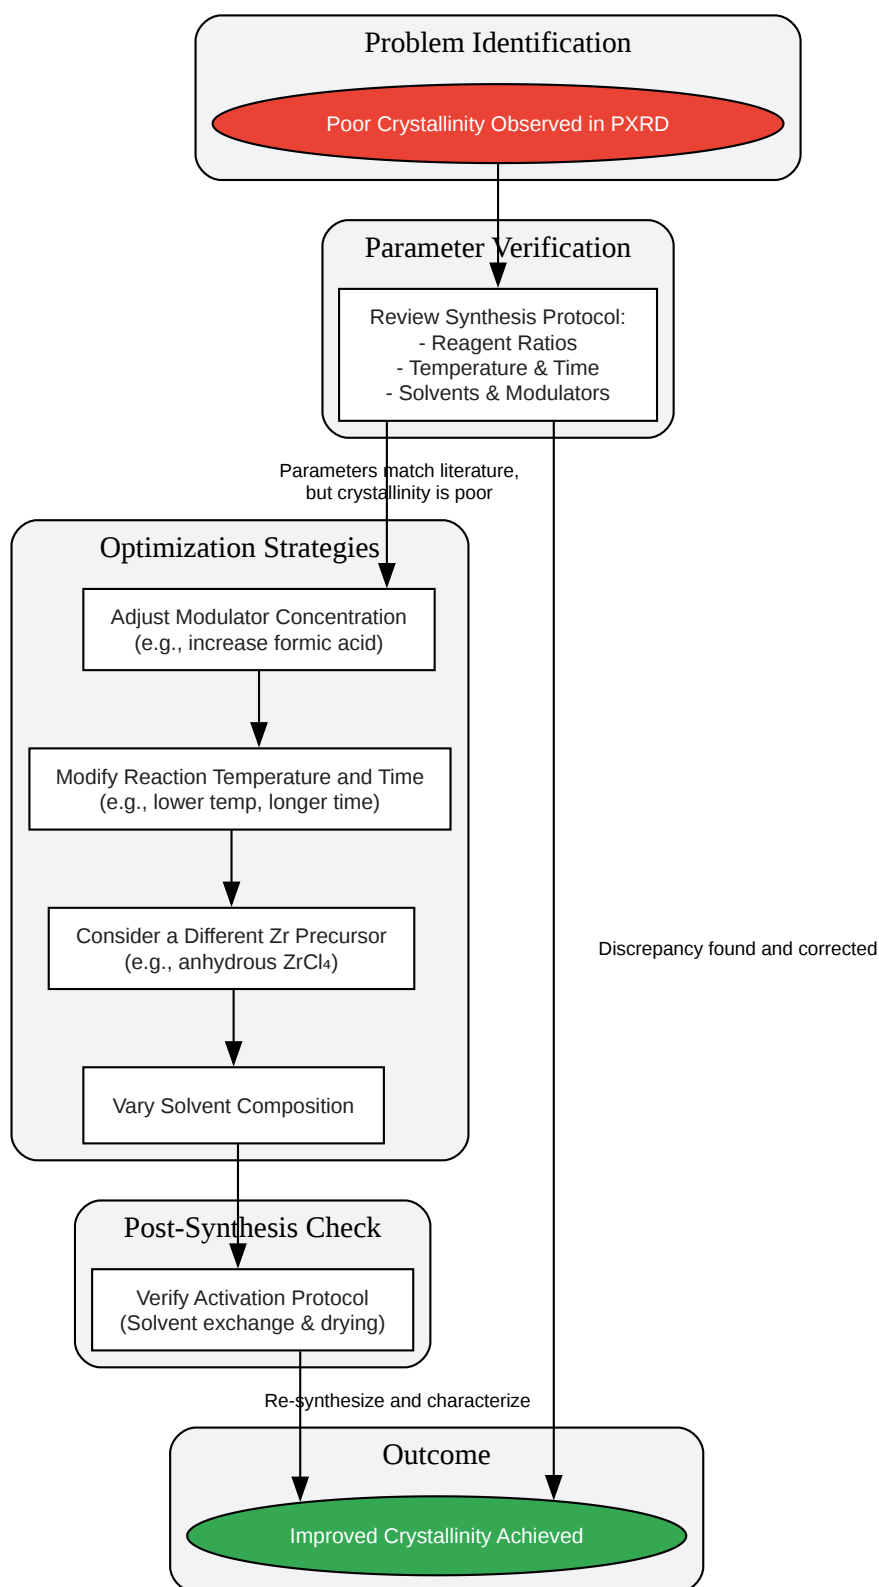 Problem Identification
Poor Crystallinity Observed in PXRD
Parameter Verification
Review Synthesis Protocol:
- Reagent Ratios
- Temperature & Time
- Solvents & Modulators
Parameters match literature,
but crystallinity is poor
Optimization Strategies
Adjust Modulator Concentration
(e.g., increase formic acid)
Modify Reaction Temperature and Time
(e.g., lower temp, longer time)
Consider a Different Zr Precursor
(e.g., anhydrous ZrCl₄)
Discrepancy found and corrected
Vary Solvent Composition
Post-Synthesis Check
Verify Activation Protocol
(Solvent exchange & drying)
Re-synthesize and characterize
Outcome
Improved Crystallinity Achieved